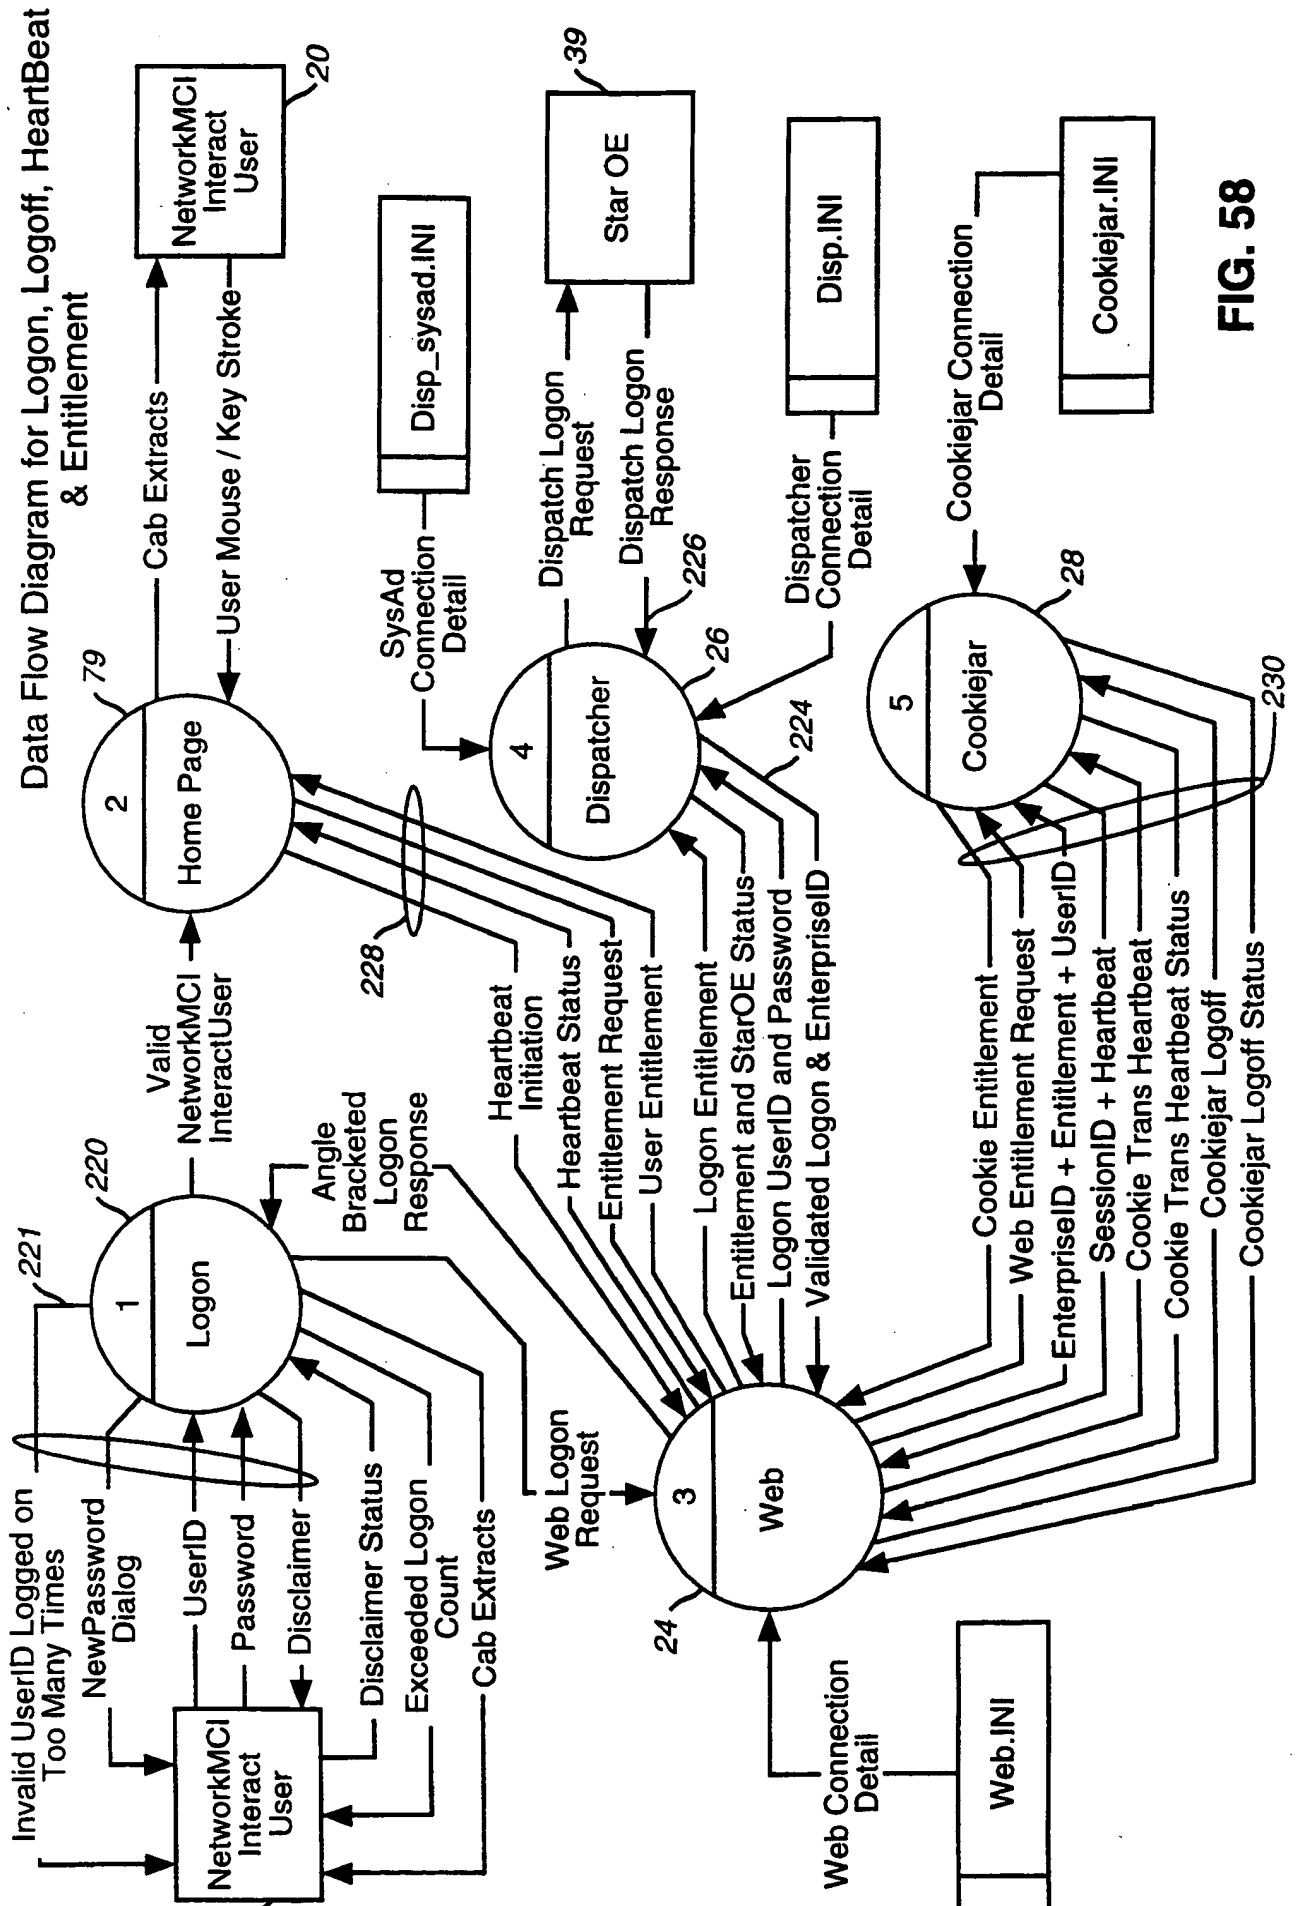 Data Flow Diagram for Logon, Logoff, HeartBeat
& Entitlement
Invalid UserID Logged on
Too Many Times
NewPassword
Dialog
UserID
Password
Disclaimer
Disclaimer Status
Exceeded Logon
Count
Cab Extracts
NetworkMCI
Interact
User
221
220
1
Logon
Valid
NetworkMCI
InteractUser
79
2
Home Page
Cab Extracts
User Mouse / Key Stroke
NetworkMCI
Interact
User
20
Angle
Bracketed
Logon
Response
Web Logon
Request
228
Heartbeat
Initiation
Heartbeat Status
Entitlement Request
User Entitlement
SysAd
Connection
Detail
Disp_sysad.INI
4
Dispatcher
26
Dispatch Logon
Request
Dispatch Logon
Response
226
Star OE
39
Dispatcher
Connection
Detail
Disp.INI
224
Logon Entitlement
Entitlement and StarOE Status
Logon UserID and Password
Validated Logon & EnterpriseID
24
3
Web
Web Connection
Detail
Web.INI
Cookie Entitlement
Web Entitlement Request
EnterpriseID + Entitlement + UserID
SessionID + Heartbeat
Cookie Trans Heartbeat
Cookie Trans Heartbeat Status
Cookiejar Logoff
Cookiejar Logoff Status
230
5
Cookiejar
28
Cookiejar Connection
Detail
Cookiejar.INI
FIG. 58